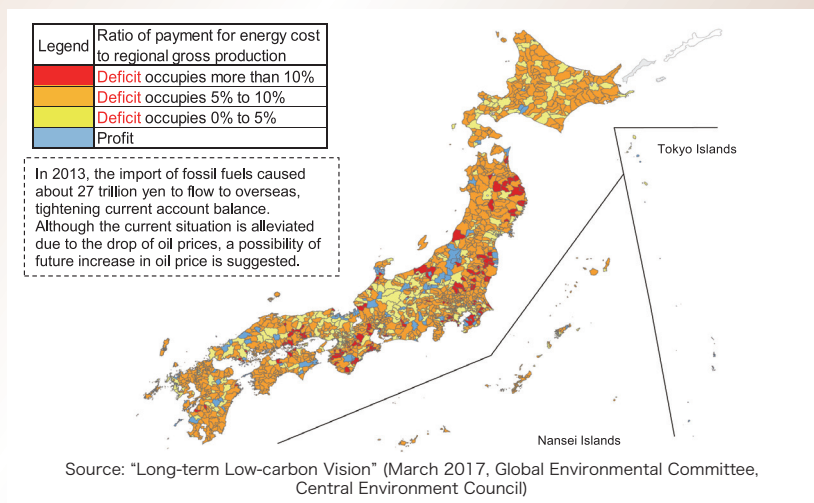 Legend
Ratio of payment for energy cost
to regional gross production
Deficit occupies more than 10%
Deficit occupies 5% to 10%
Deficit occupies 0% to 5%
Profit
In 2013, the import of fossil fuels caused
about 27 trillion yen to flow to overseas,
tightening current account balance.
Although the current situation is alleviated
due to the drop of oil prices, a possibility of
future increase in oil price is suggested.
Tokyo Islands
Nansei Islands
Source: “Long-term Low-carbon Vision” (March 2017, Global Environmental Committee,
Central Environment Council)